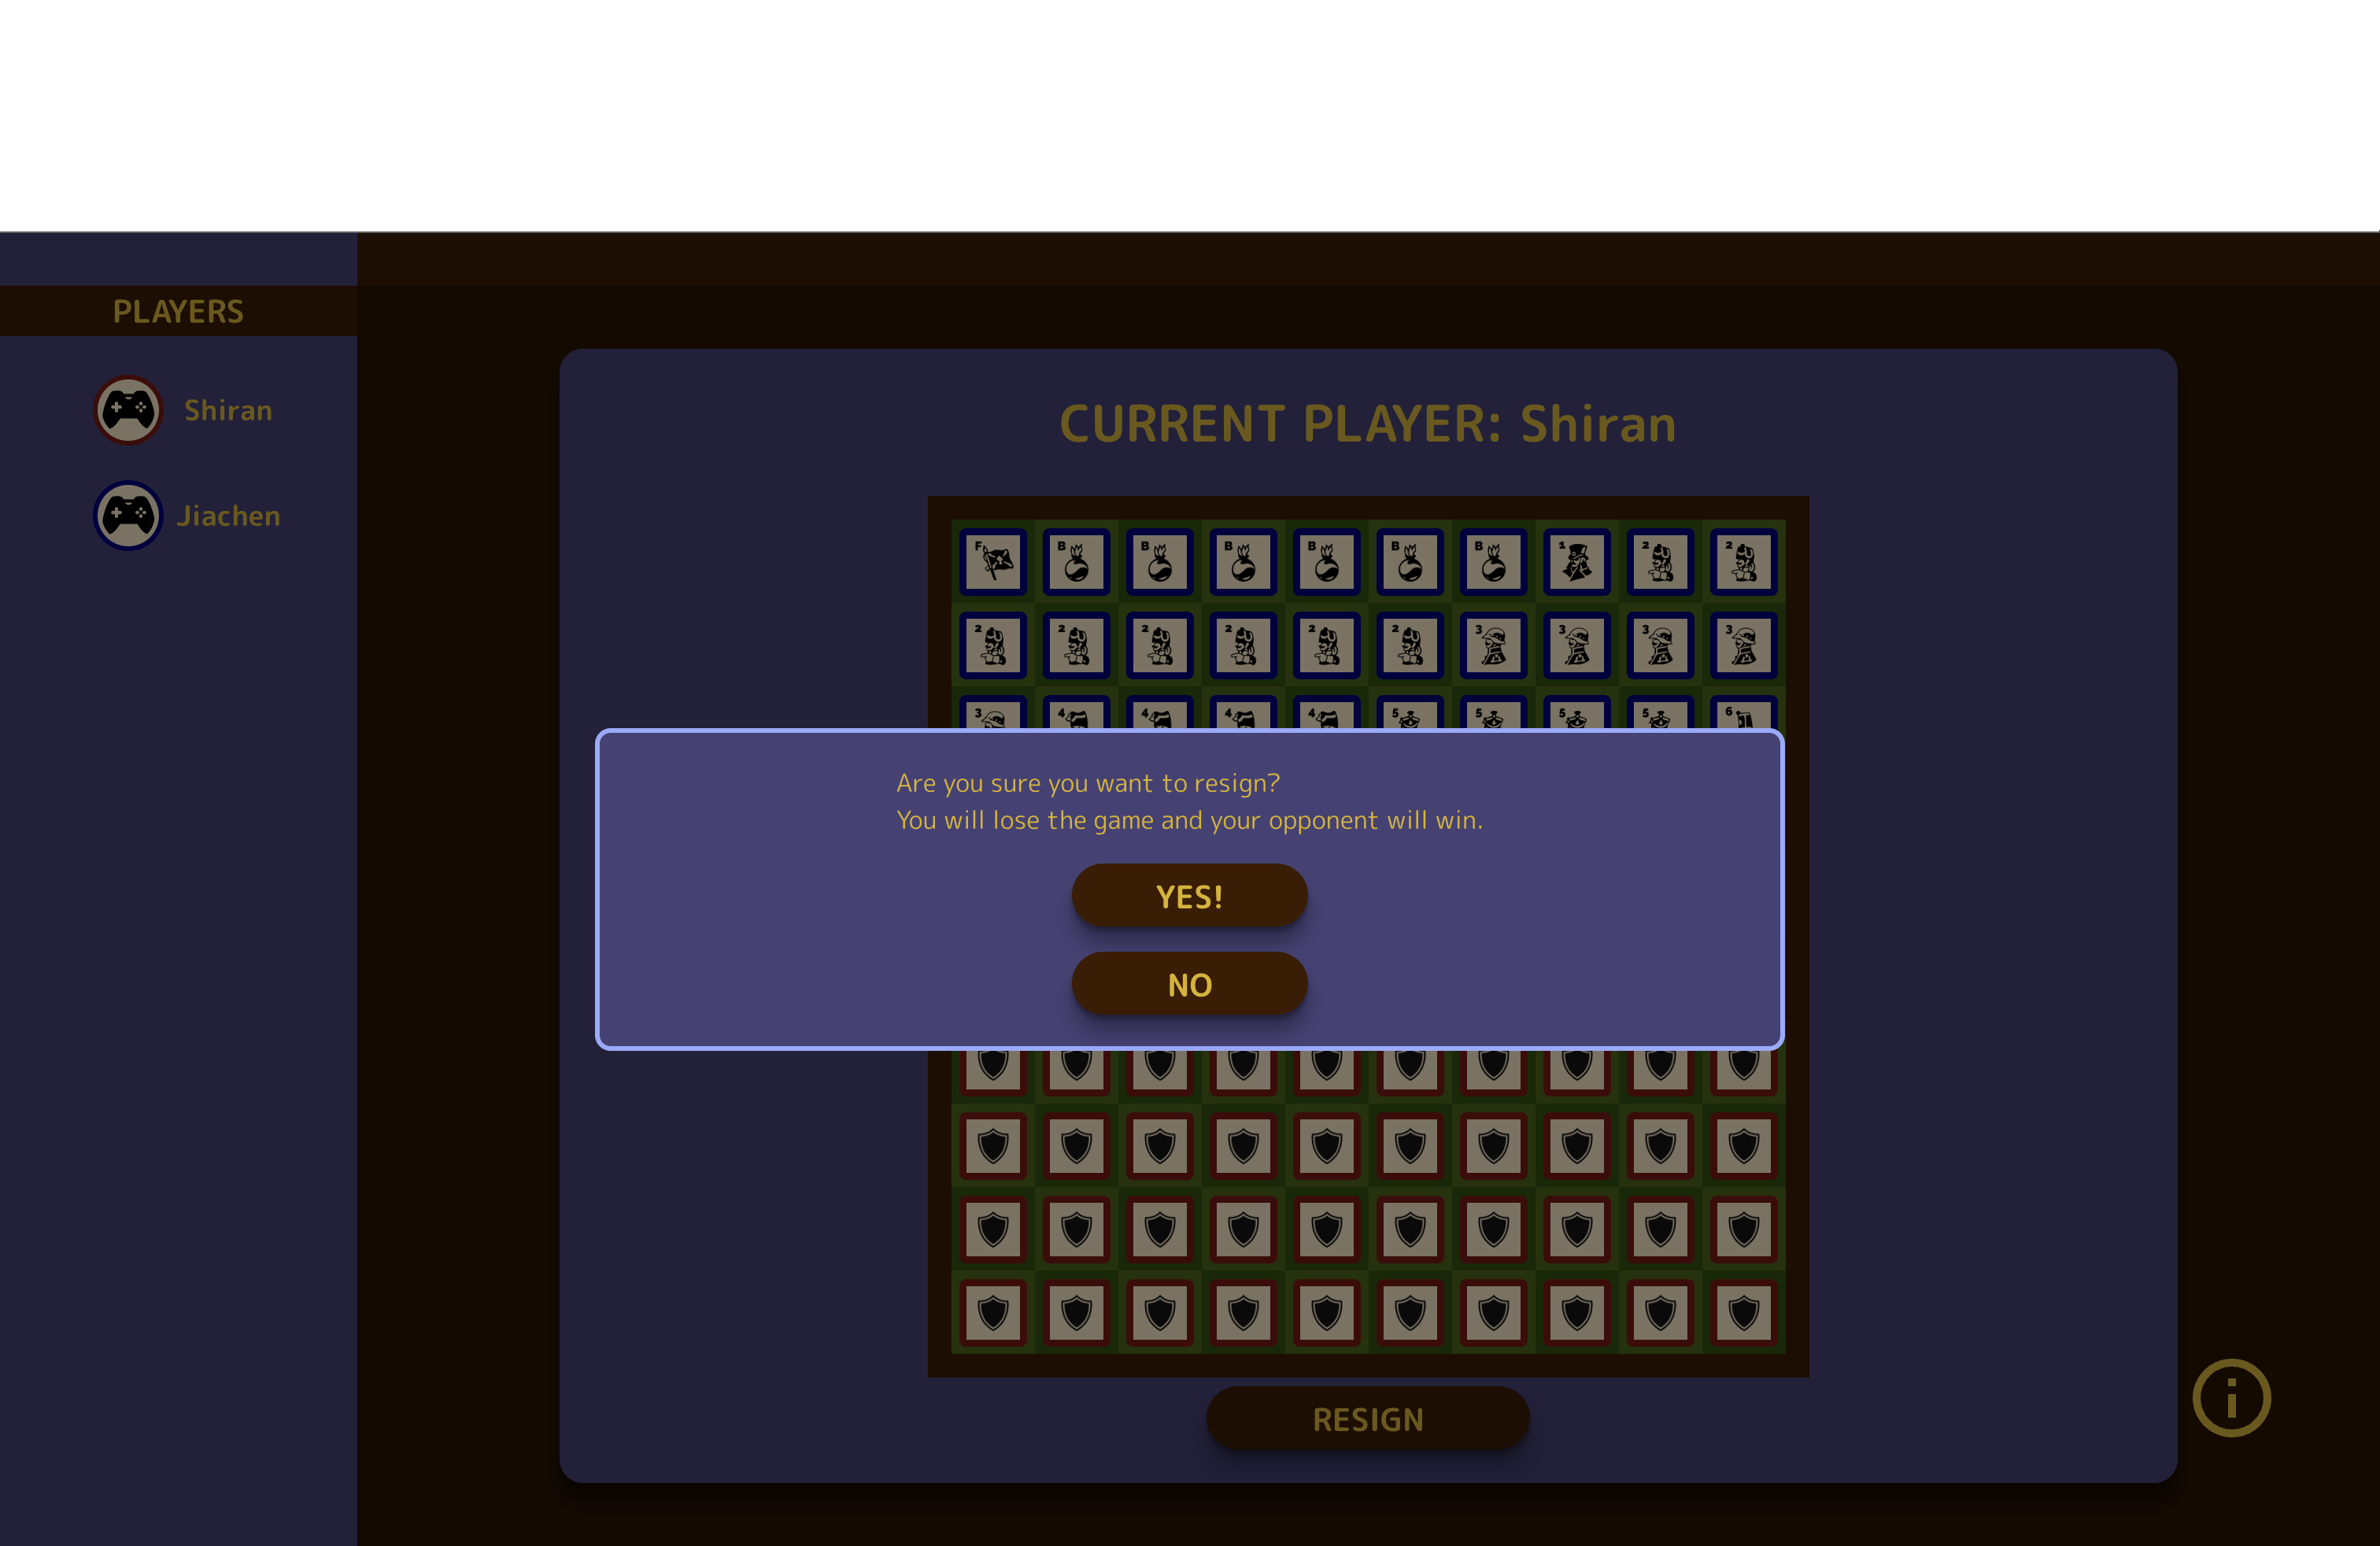 PLAYERS
Shiran
Jiachen
CURRENT PLAYER: Shiran
F B B B B B B 1 2 2
2 2 2 2 2 2 3 3 3 3
3 4 4 4 4 5 5 5 5 6
Are you sure you want to resign?
You will lose the game and your opponent will win.
YES!
NO
RESIGN
i